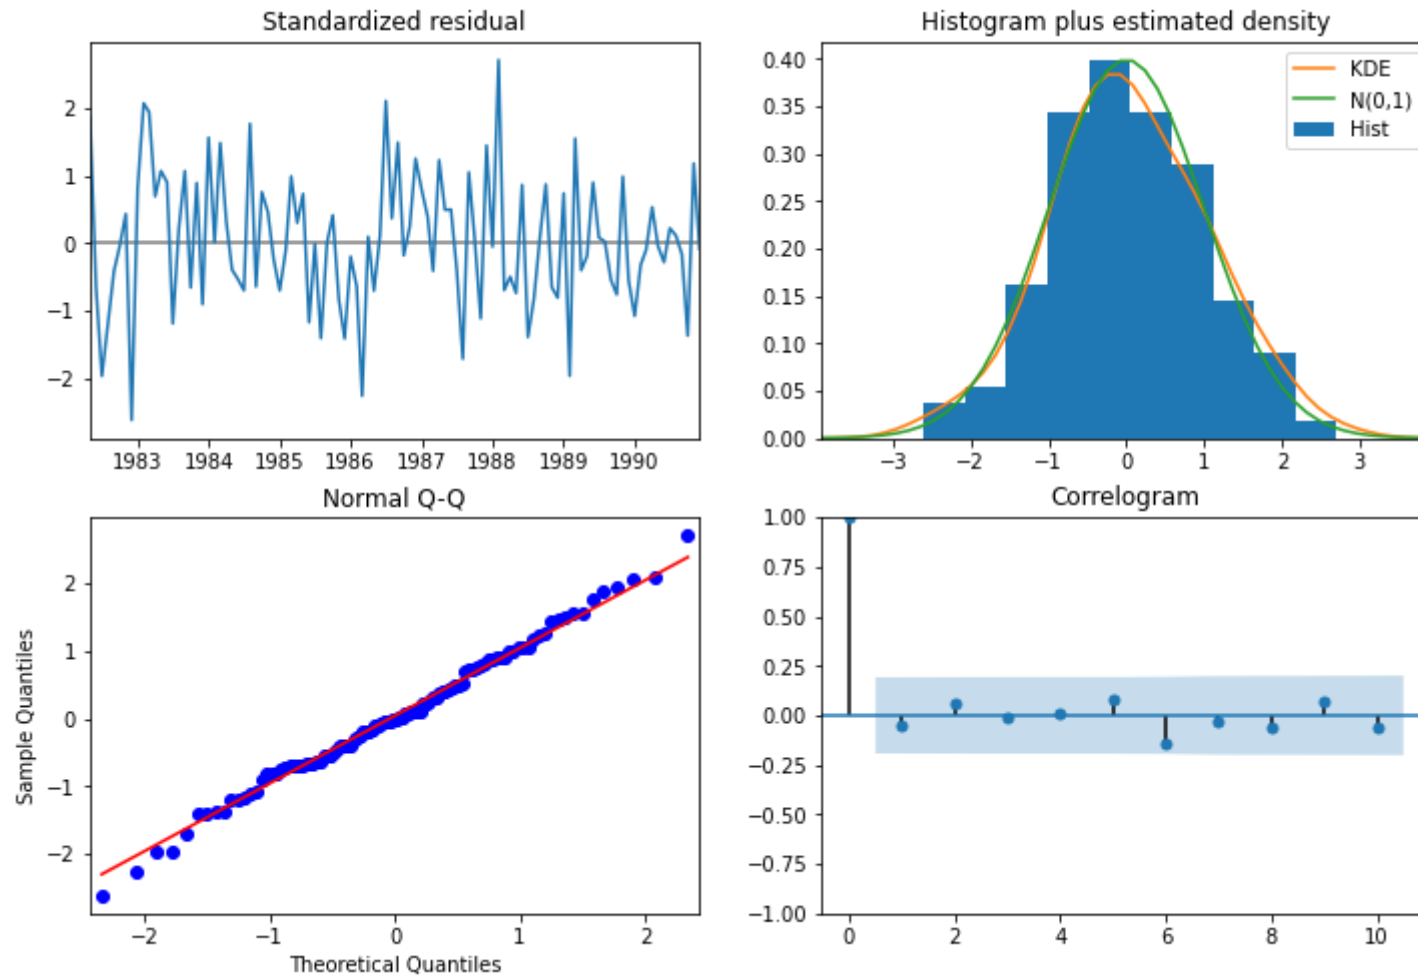 Standardized residual
2
1
0
−1
−2
1983 1984 1985 1986 1987 1988 1989 1990
Histogram plus estimated density
0.40
0.35
0.30
0.25
0.20
0.15
0.10
0.05
0.00
−3 −2 −1 0 1 2 3
KDE
N(0,1)
Hist
Normal Q-Q
Sample Quantiles
2
1
0
−1
−2
−2 −1 0 1 2
Theoretical Quantiles
Correlogram
1.00
0.75
0.50
0.25
0.00
−0.25
−0.50
−0.75
−1.00
0 2 4 6 8 10